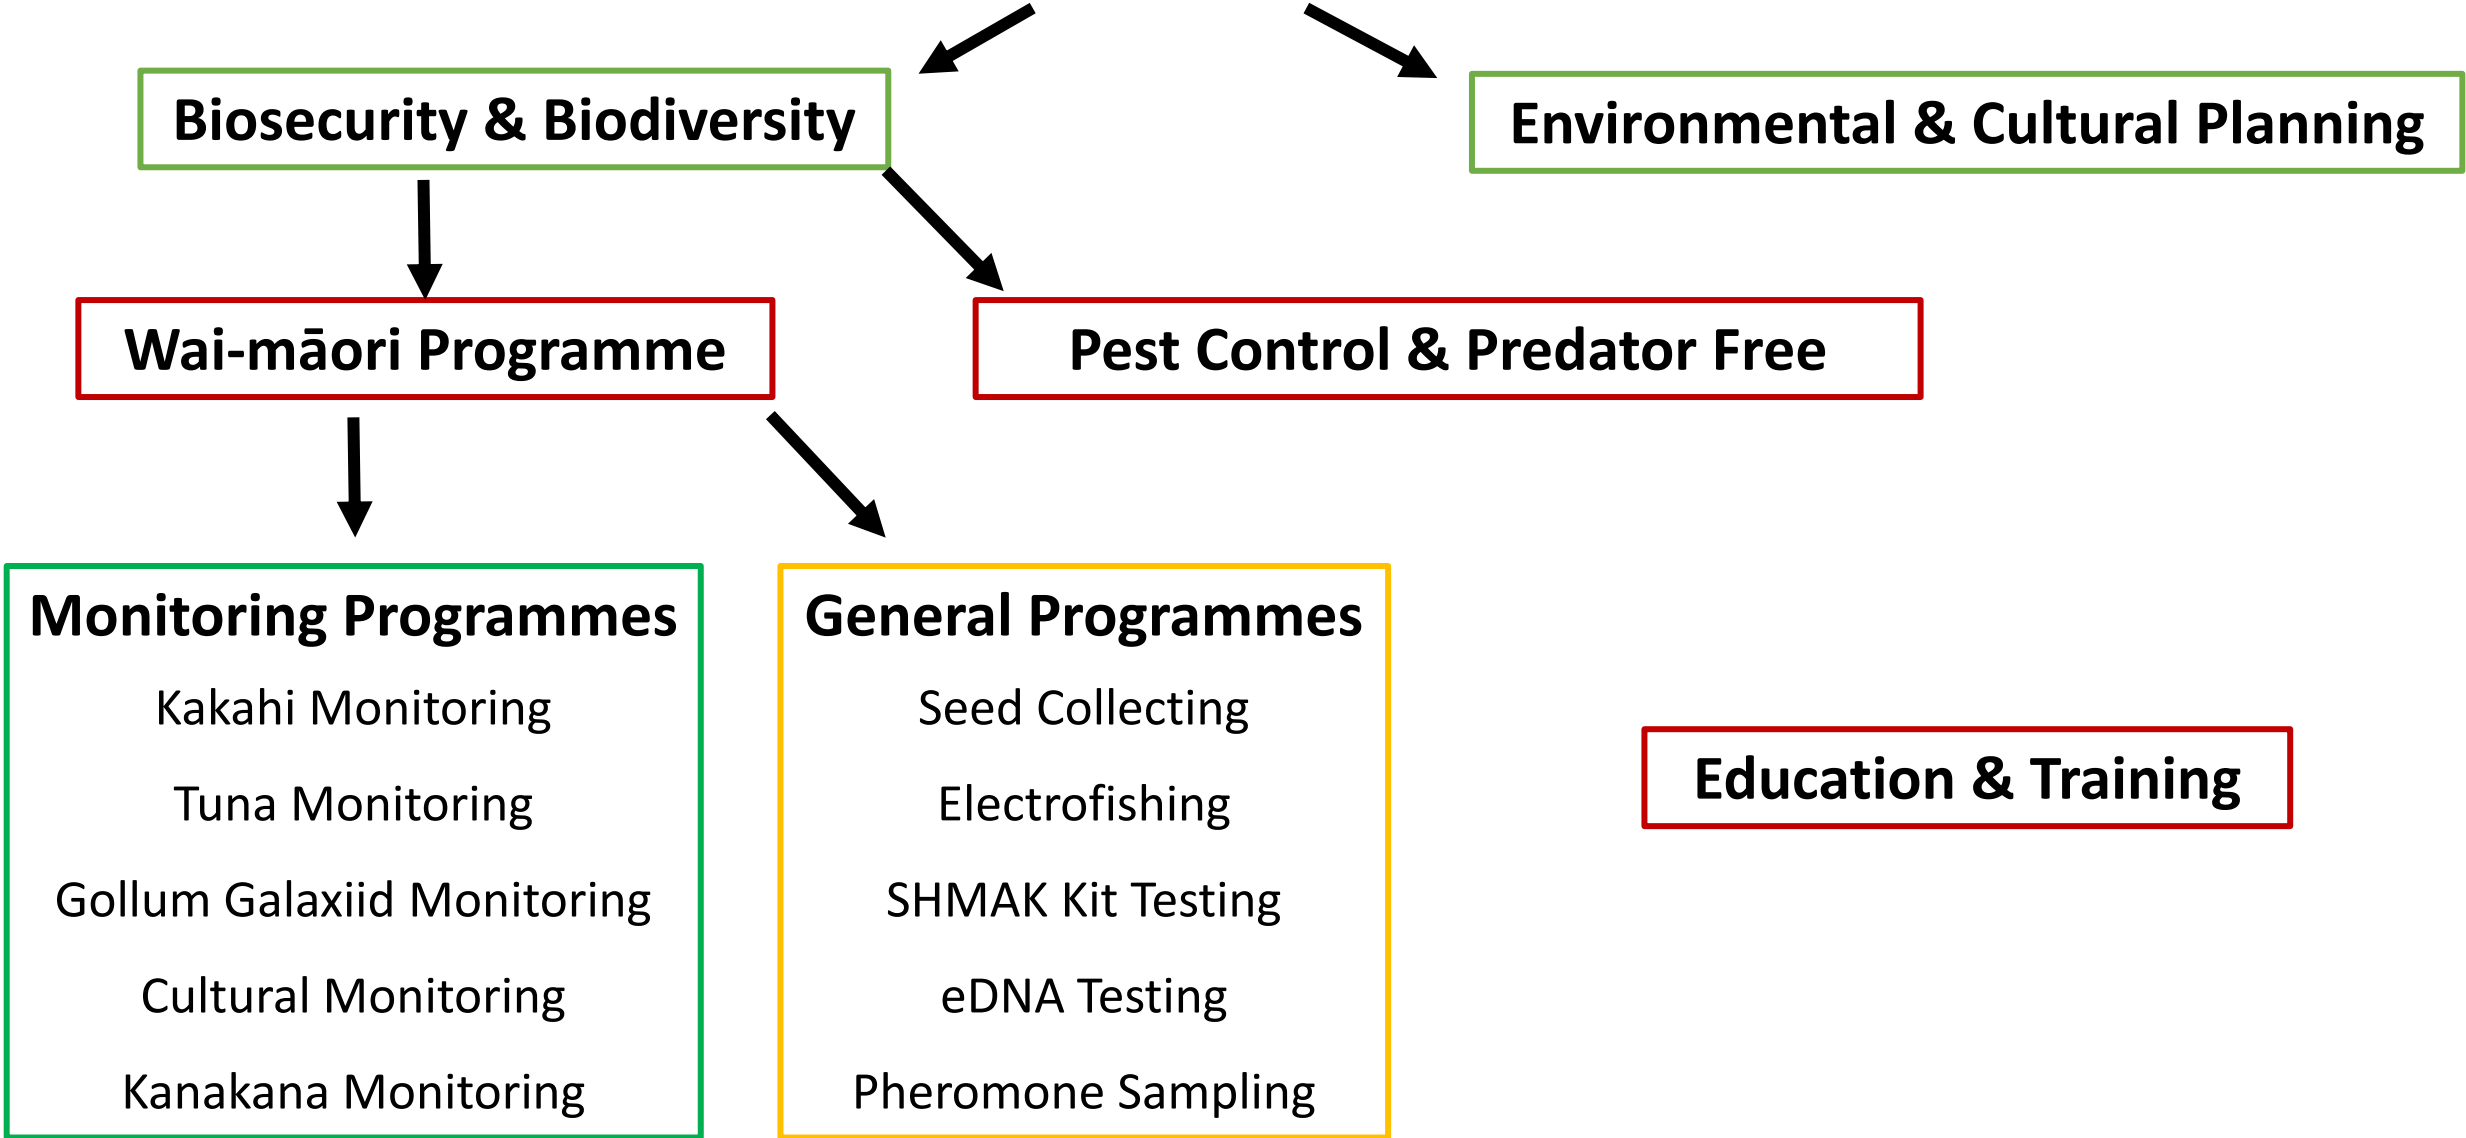 Biosecurity & Biodiversity
Environmental & Cultural Planning
Wai-māori Programme
Pest Control & Predator Free
Monitoring Programmes
Kakahi Monitoring
Tuna Monitoring
Gollum Galaxiid Monitoring
Cultural Monitoring
Kanakana Monitoring
General Programmes
Seed Collecting
Electrofishing
SHMAK Kit Testing
eDNA Testing
Pheromone Sampling
Education & Training